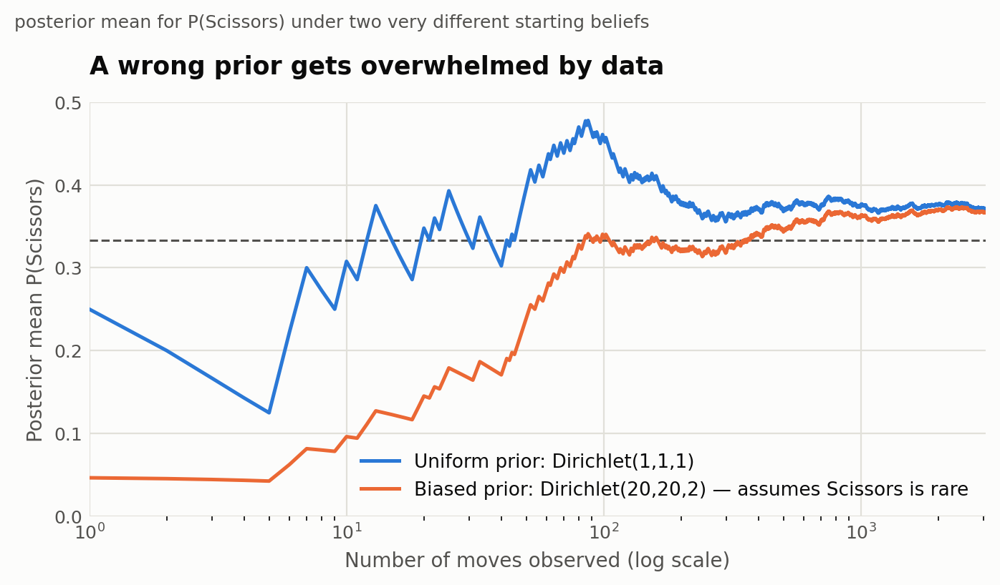 posterior mean for P(Scissors) under two very different starting beliefs
A wrong prior gets overwhelmed by data
Posterior mean P(Scissors)
0.5
0.4
0.3
0.2
0.1
0.0
Uniform prior: Dirichlet(1,1,1)
Biased prior: Dirichlet(20,20,2) — assumes Scissors is rare
10⁰ 10¹ 10² 10³
Number of moves observed (log scale)